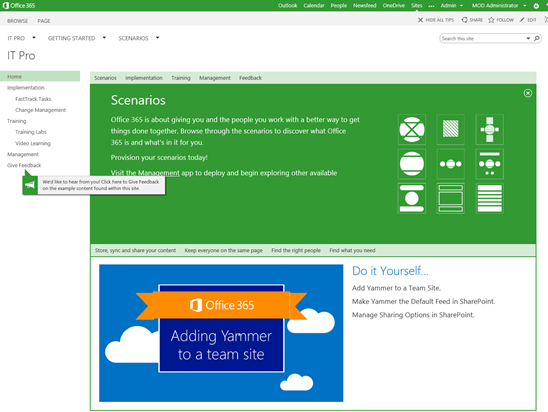 Office 365
Outlook Calendar People Newsfeed OneDrive Sites ••• Admin MOD Administrator
BROWSE PAGE
HIDE ALL TIPS SHARE FOLLOW EDIT
IT PRO GETTING STARTED SCENARIOS
Search this site
IT Pro
Home
Implementation
FastTrack Tasks
Change Management
Training
Training Labs
Video Learning
Management
Give Feedback
We'd like to hear from you! Click here to Give Feedback
on the example content found within this site.
Scenarios Implementation Training Management Feedback
Scenarios
Office 365 is about giving you and the people you work with a better way to get
things done together. Browse through the scenarios to discover what Office
365 is and what's in it for you.
Provision your scenarios today!
Visit the Management app to deploy and begin exploring other available
Store, sync and share your content Keep everyone on the same page Find the right people Find what you need
Office 365
Adding Yammer
to a team site
Do it Yourself...
Add Yammer to a Team Site.
Make Yammer the Default Feed in SharePoint.
Manage Sharing Options in SharePoint.